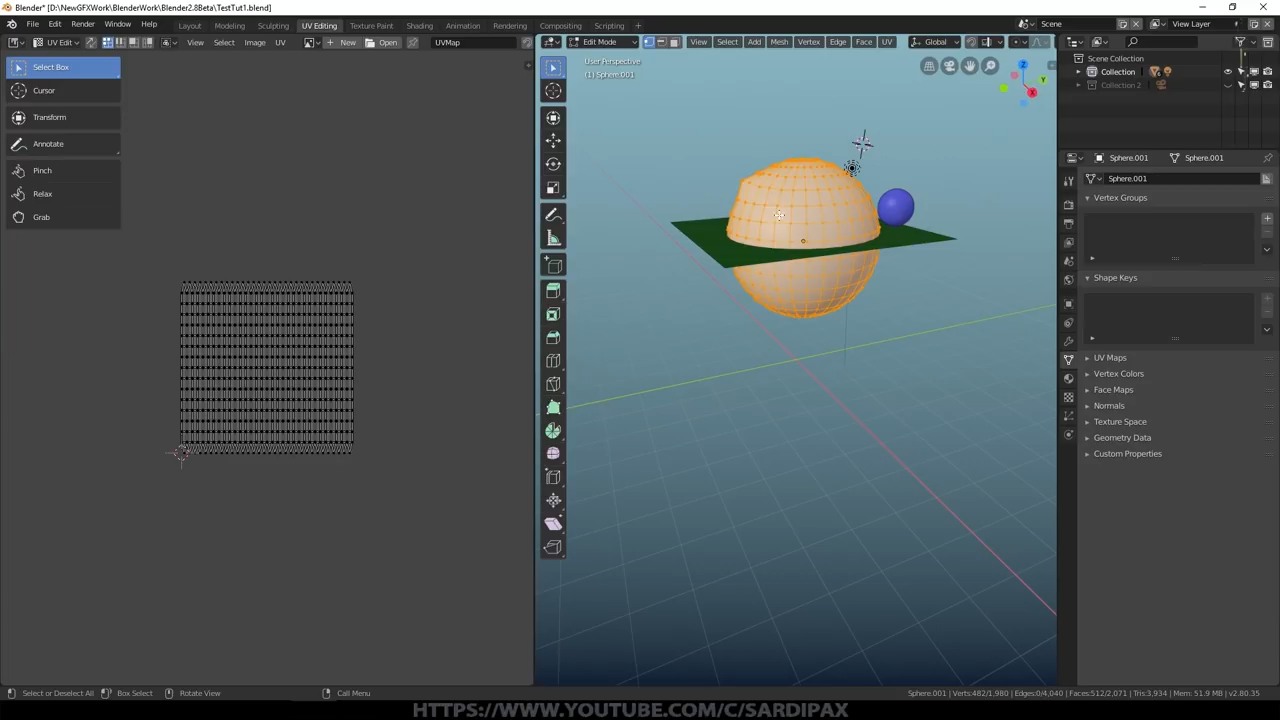 Blender* [D:\NewGFXWork\BlenderWork\Blender2.8Beta\TestTut1.blend]
File Edit Render Window Help Layout Modeling Sculpting UV Editing Texture Paint Shading Animation Rendering Compositing Scripting + Scene View Layer
UV Edit View Select Image UV + New Open UVMap Edit Mode View Select Add Mesh Vertex Edge Face UV Global
Select Box
Cursor
Transform
Annotate
Pinch
Relax
Grab
User Perspective
(1) Sphere.001
Z
Y
X
Scene Collection
Collection
Collection 2
Sphere.001 Sphere.001
Sphere.001
Vertex Groups
Shape Keys
UV Maps
Vertex Colors
Face Maps
Normals
Texture Space
Geometry Data
Custom Properties
Select or Deselect All Box Select Rotate View Call Menu Sphere.001 | Verts:482/1,980 | Edges:0/4,040 | Faces:512/2,071 | Tris:3,934 | Mem: 51.9 MB | v2.80.35
HTTPS://WWW.YOUTUBE.COM/C/SARDIPAX